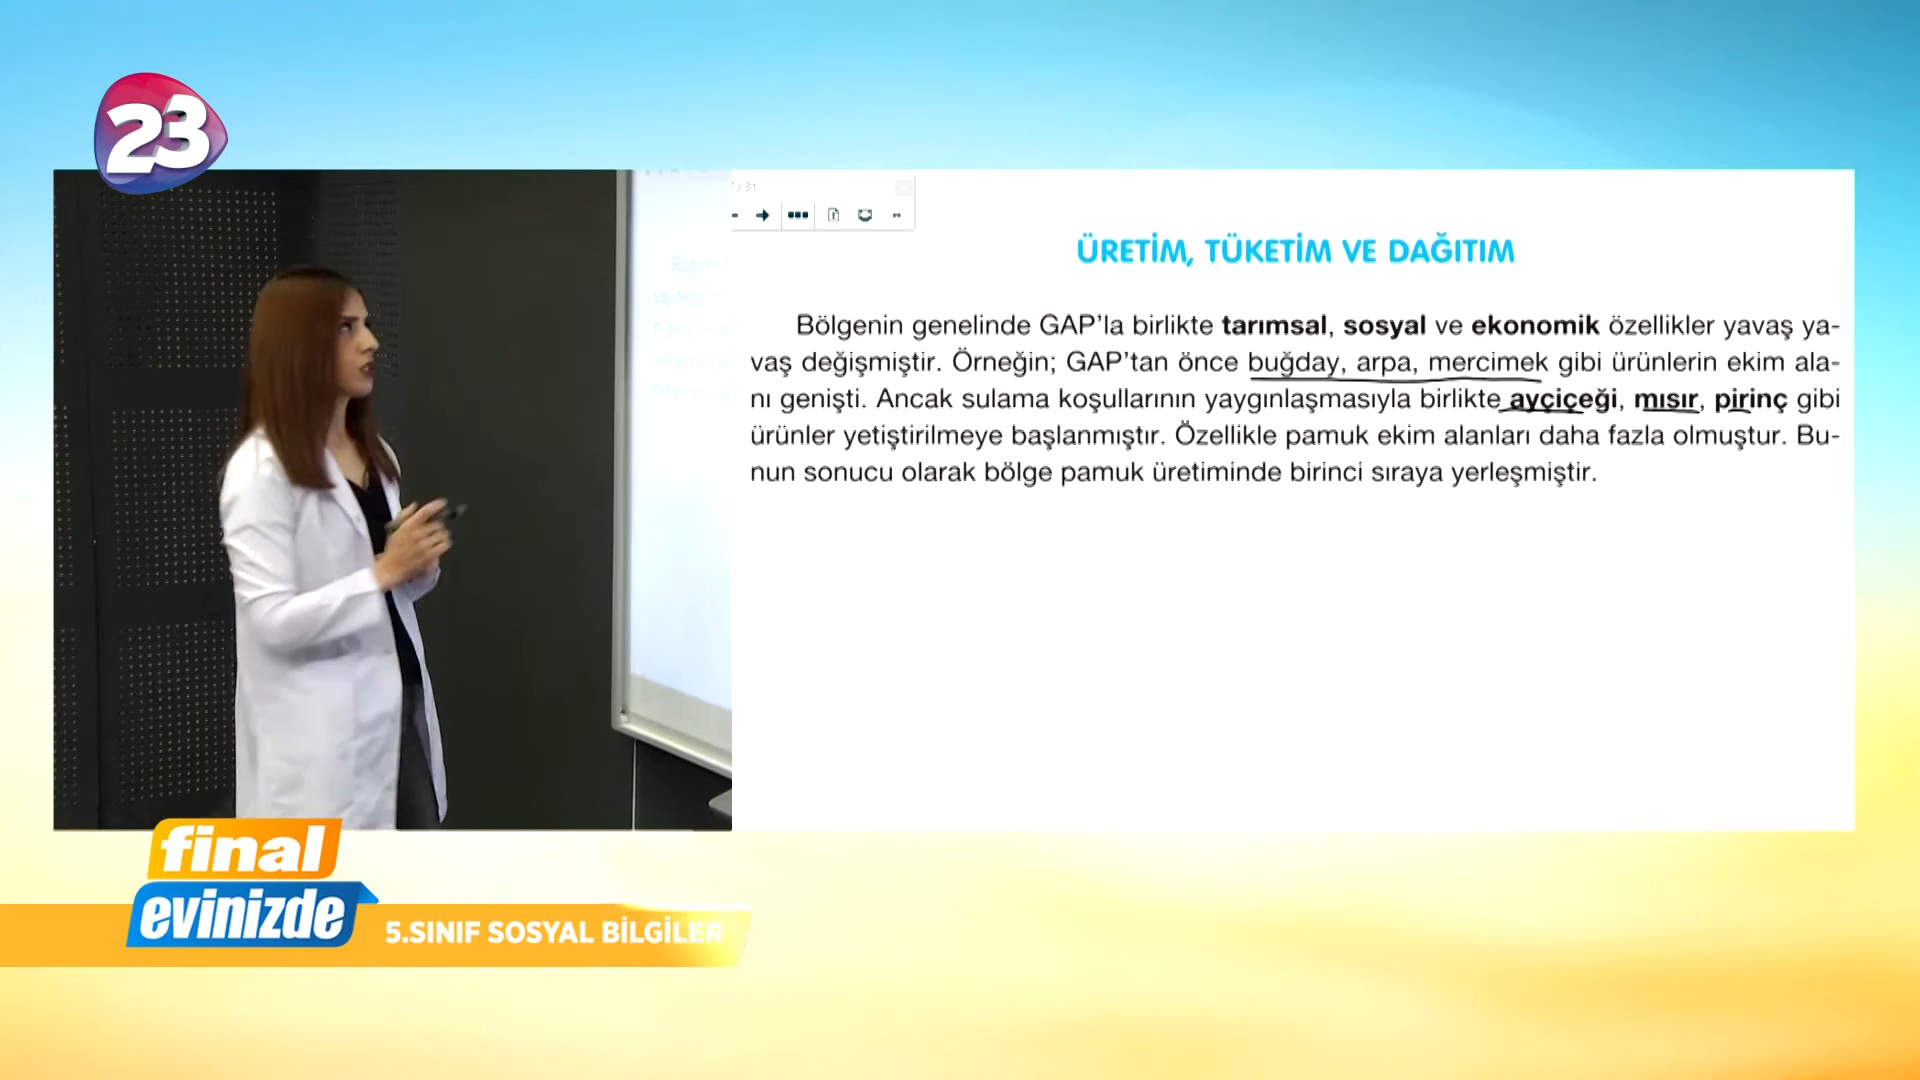 23
/ 31
ÜRETİM, TÜKETİM VE DAĞITIM
Bölgenin genelinde GAP’la birlikte tarımsal, sosyal ve ekonomik özellikler yavaş ya-
vaş değişmiştir. Örneğin; GAP’tan önce buğday, arpa, mercimek gibi ürünlerin ekim ala-
nı genişti. Ancak sulama koşullarının yaygınlaşmasıyla birlikte ayçiçeği, mısır, pirinç gibi
ürünler yetiştirilmeye başlanmıştır. Özellikle pamuk ekim alanları daha fazla olmuştur. Bu-
nun sonucu olarak bölge pamuk üretiminde birinci sıraya yerleşmiştir.
final
evinizde
5.SINIF SOSYAL BİLGİLER